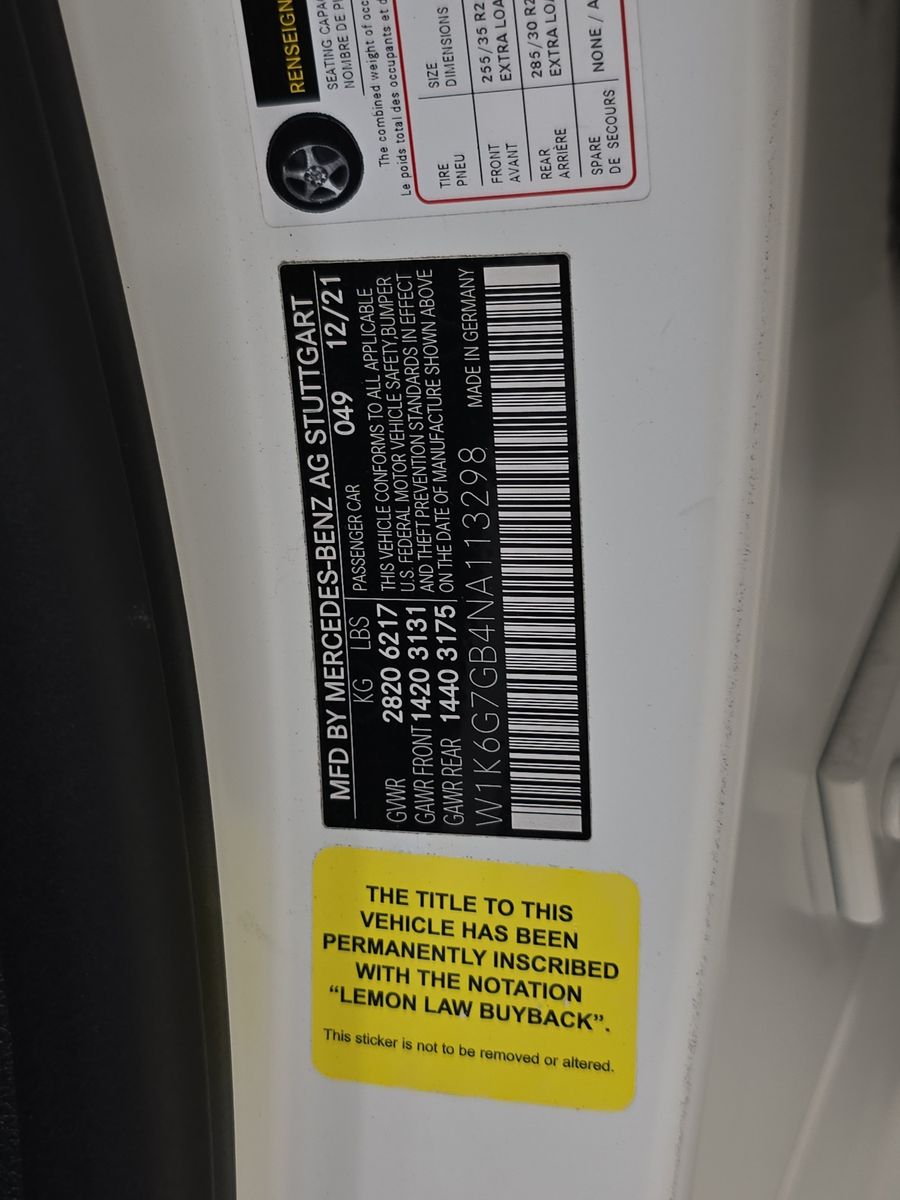 RENSEIGN
SEATING CAPA
NOMBRE DE P
The combined weight of occ
Le poids total des occupants et d
TIRE SIZE
PNEU DIMENSIONS
FRONT 255/35 R2
AVANT EXTRA LOA
REAR 285/30 R2
ARRIÈRE EXTRA LOA
SPARE NONE / A
DE SECOURS
MFD BY MERCEDES-BENZ AG STUTTGART
KG LBS PASSENGER CAR 049 12/21
GVWR 2820 6217 THIS VEHICLE CONFORMS TO ALL APPLICABLE
GAWR FRONT 1420 3131 U.S. FEDERAL MOTOR VEHICLE SAFETY,BUMPER
AND THEFT PREVENTION STANDARDS IN EFFECT
GAWR REAR 1440 3175 ON THE DATE OF MANUFACTURE SHOWN ABOVE
W1K6G7GB4NA113298 MADE IN GERMANY
THE TITLE TO THIS
VEHICLE HAS BEEN
PERMANENTLY INSCRIBED
WITH THE NOTATION
“LEMON LAW BUYBACK”.
This sticker is not to be removed or altered.